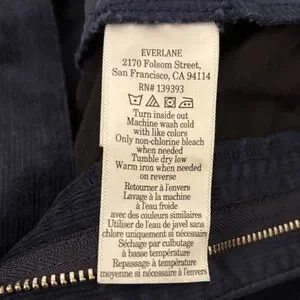 EVERLANE
2170 Folsom Street,
San Francisco, CA 94114
RN# 139393
Turn inside out
Machine wash cold
with like colors
Only non-chlorine bleach
when needed
Tumble dry low
Warm iron when needed
on reverse
Retourner à l'envers
Lavage à la machine
à l'eau froide
avec des couleurs similaires
Utiliser de l'eau de javel sans
chlore uniquement si nécessaire
Séchage par culbutage
à basse température
Repassage à température
moyenne si nécessaire à l'envers